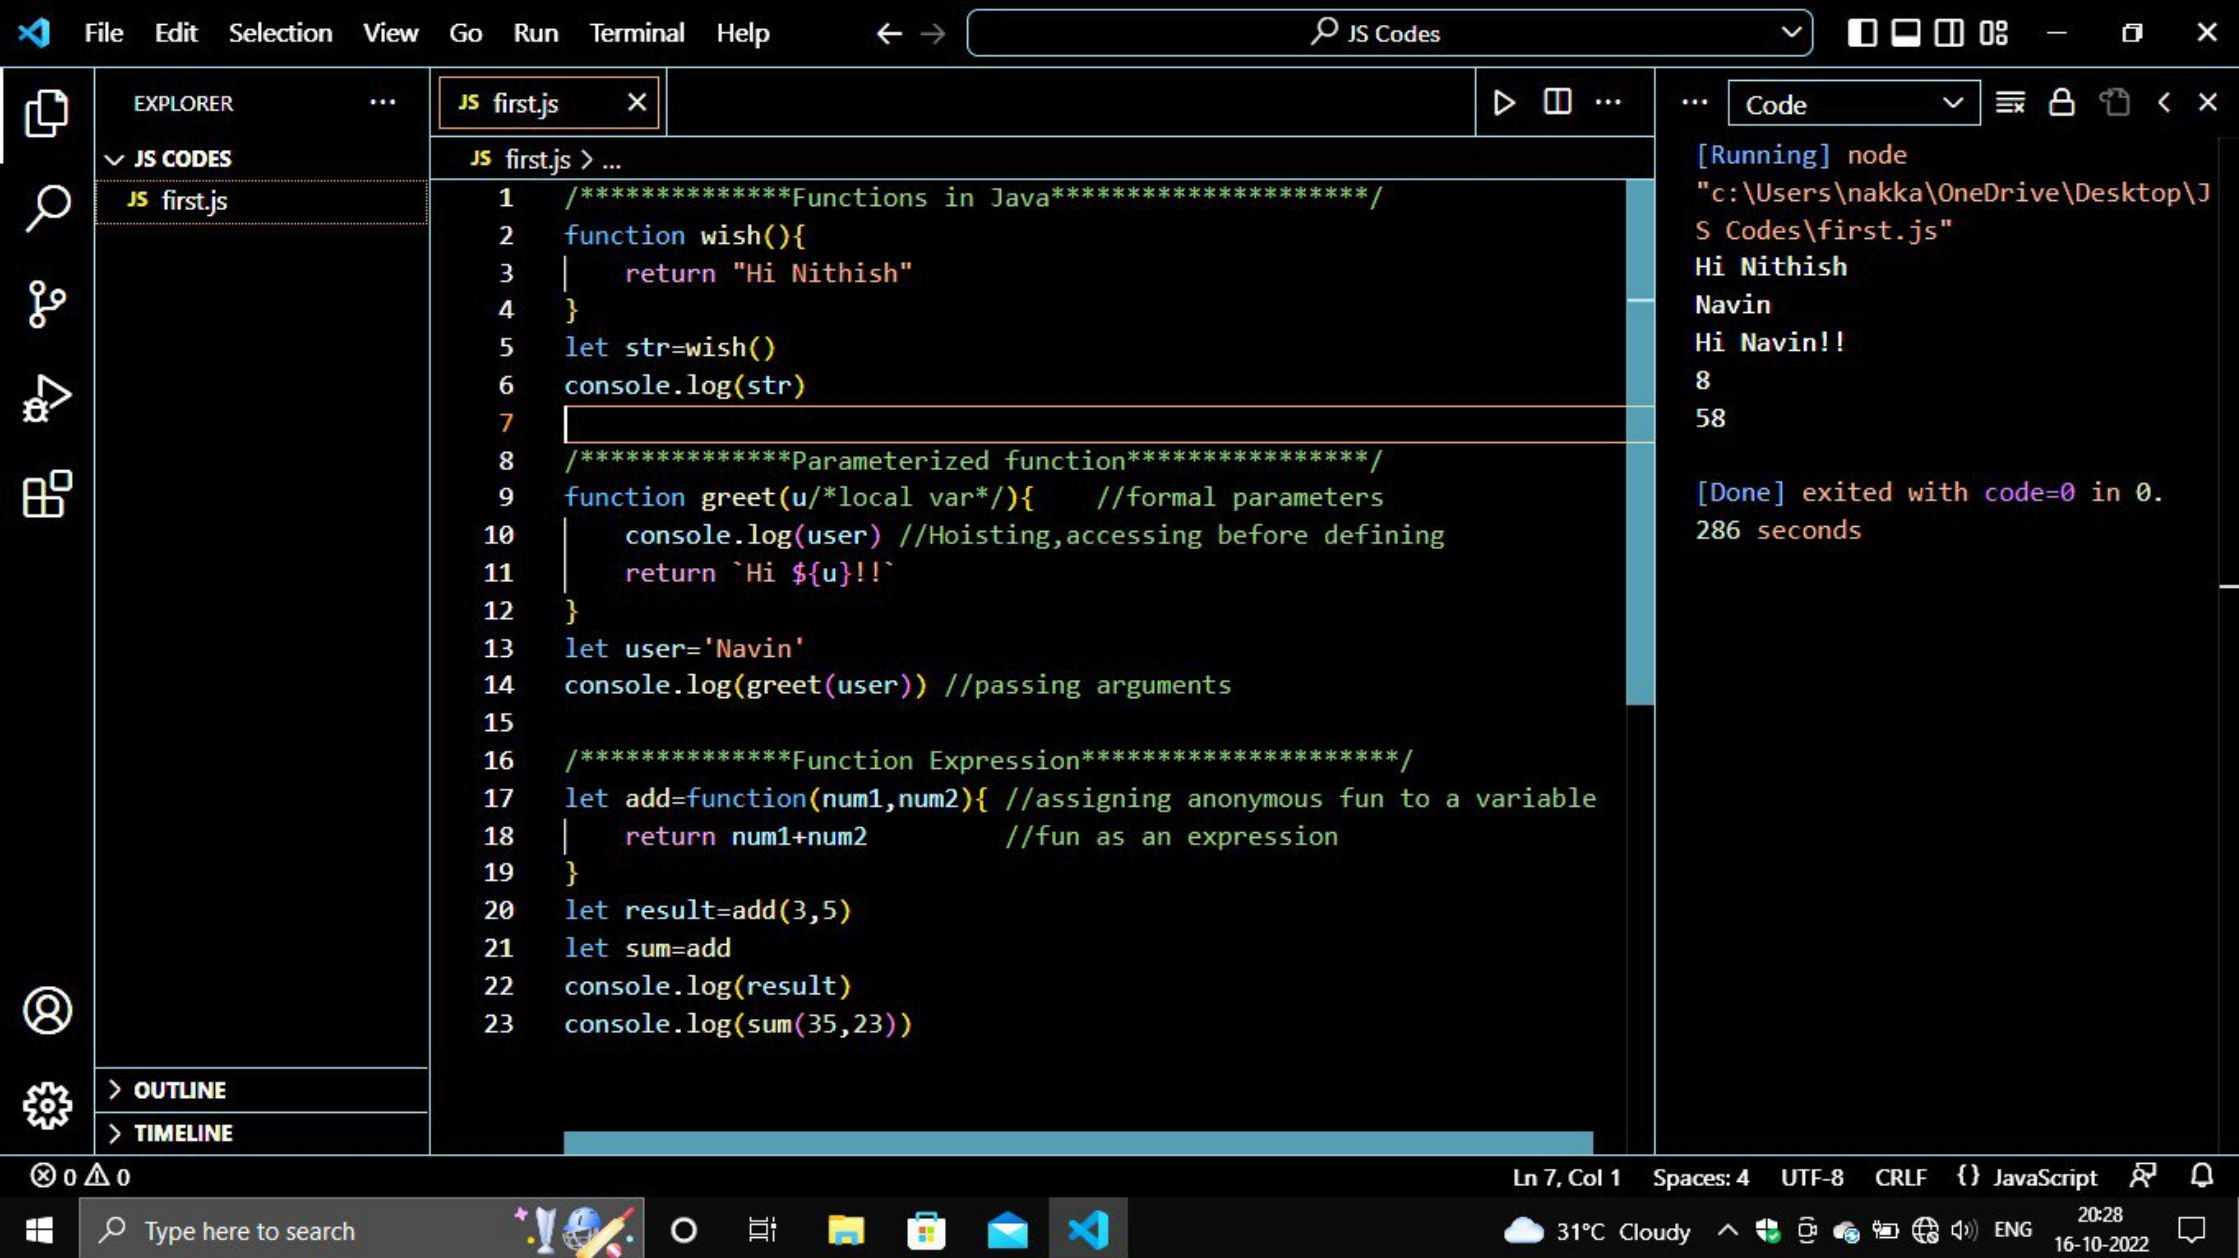 File Edit Selection View Go Run Terminal Help JS Codes
EXPLORER
JS CODES
JS first.js
OUTLINE
TIMELINE
JS first.js
JS first.js > ...
1 /**************Functions in Java*********************/
2 function wish(){
3     return "Hi Nithish"
4 }
5 let str=wish()
6 console.log(str)
7
8 /**************Parameterized function****************/
9 function greet(u/*local var*/){    //formal parameters
10     console.log(user) //Hoisting,accessing before defining
11     return `Hi ${u}!!`
12 }
13 let user='Navin'
14 console.log(greet(user)) //passing arguments
15
16 /**************Function Expression*********************/
17 let add=function(num1,num2){ //assigning anonymous fun to a variable
18     return num1+num2         //fun as an expression
19 }
20 let result=add(3,5)
21 let sum=add
22 console.log(result)
23 console.log(sum(35,23))
Code
[Running] node
"c:\Users\nakka\OneDrive\Desktop\J
S Codes\first.js"
Hi Nithish
Navin
Hi Navin!!
8
58
[Done] exited with code=0 in 0.
286 seconds
0 0 Ln 7, Col 1 Spaces: 4 UTF-8 CRLF {} JavaScript
Type here to search 31°C Cloudy ENG 20:28
16-10-2022